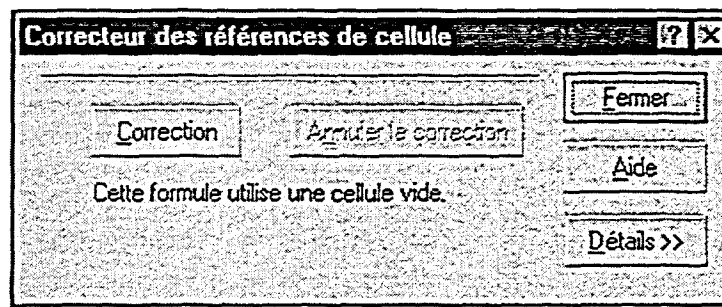 Correcteur des références de cellule ? X
Fermer
Correction Annuler la correction
Aide
Cette formule utilise une cellule vide.
Détails >>